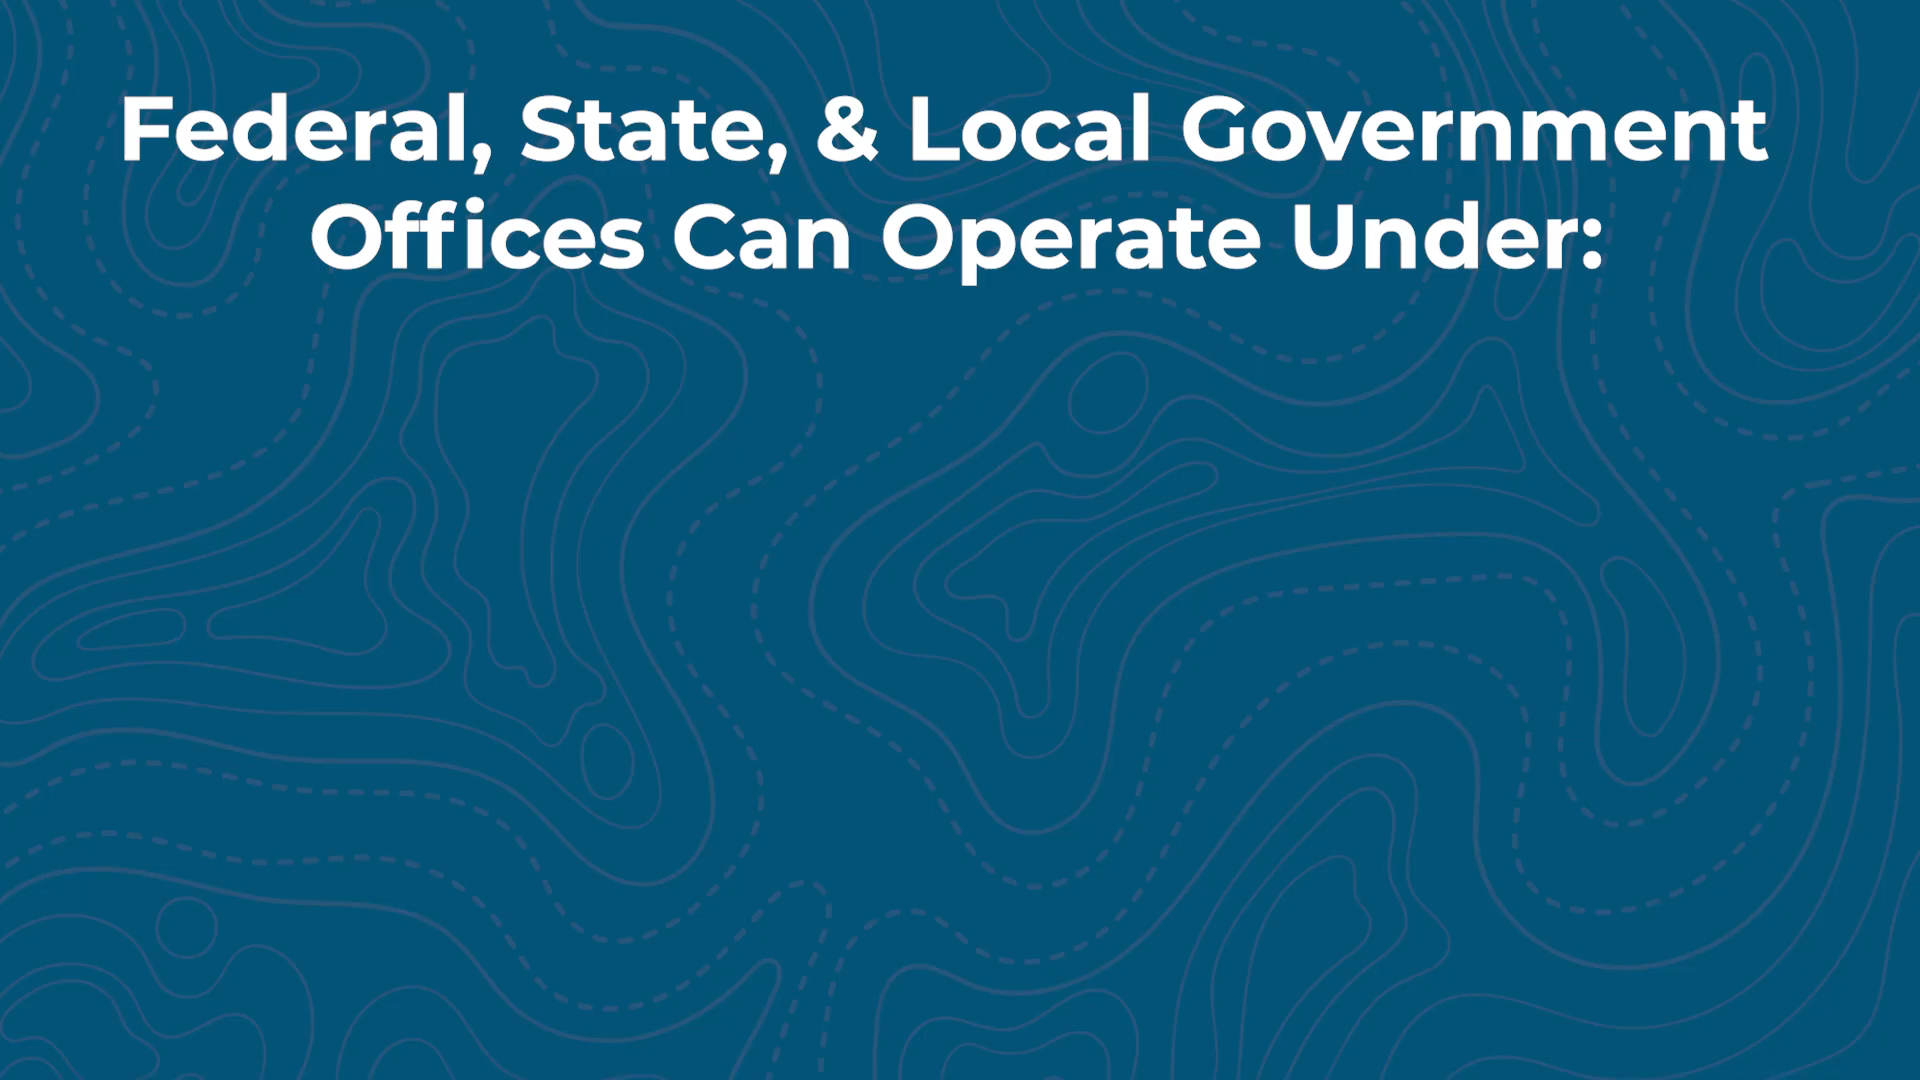 Federal, State, & Local Government
Offices Can Operate Under: